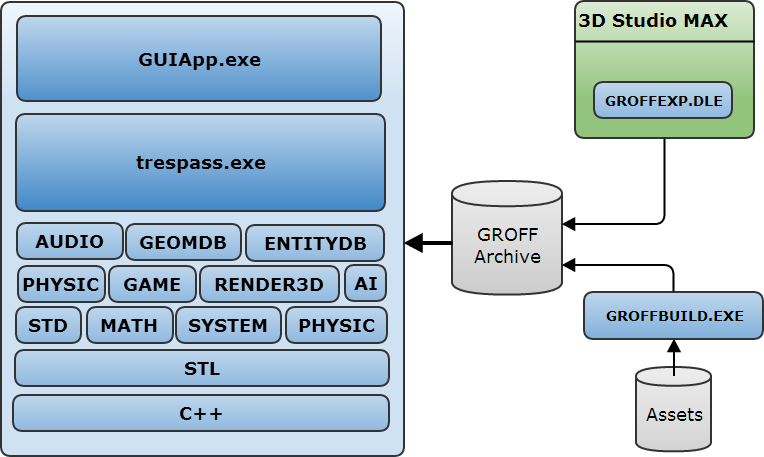 GUIApp.exe
trespass.exe
AUDIO
GEOMDB
ENTITYDB
PHYSIC
GAME
RENDER3D
AI
STD
MATH
SYSTEM
PHYSIC
STL
C++
3D Studio MAX
GROFFEXP.DLE
GROFF
Archive
GROFFBUILD.EXE
Assets